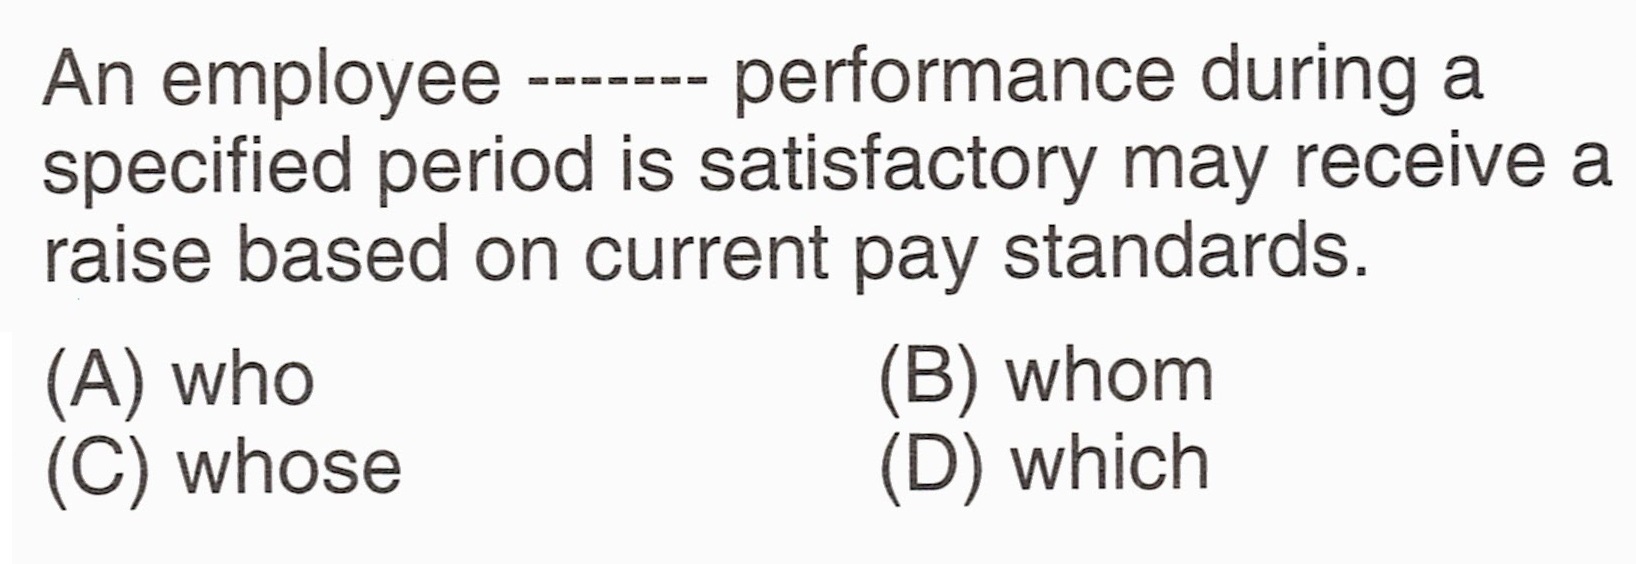 An employee ------- performance during a
specified period is satisfactory may receive a
raise based on current pay standards.
(A) who
(B) whom
(C) whose
(D) which